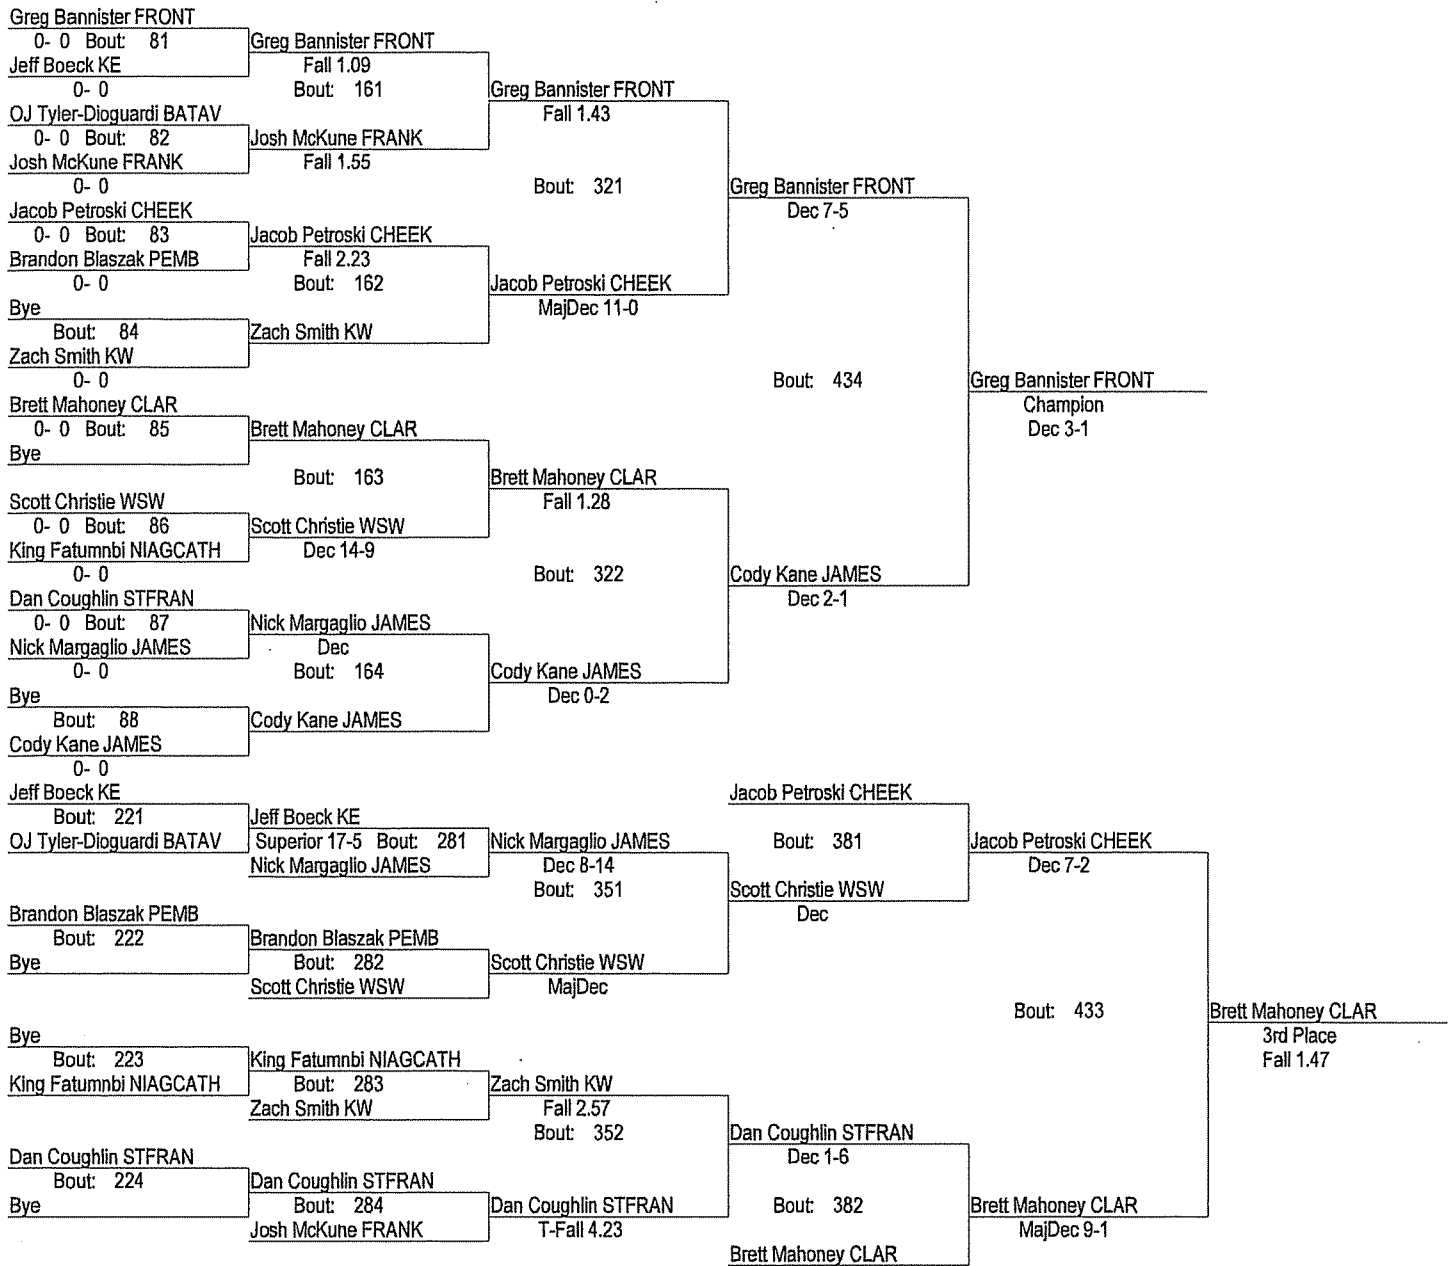 Greg Bannister FRONT
0- 0 Bout: 81
Jeff Boeck KE
0- 0
OJ Tyler-Dioguardi BATAV
0- 0 Bout: 82
Josh McKune FRANK
0- 0
Jacob Petroski CHEEK
0- 0 Bout: 83
Brandon Blaszak PEMB
0- 0
Bye
Bout: 84
Zach Smith KW
0- 0
Brett Mahoney CLAR
0- 0 Bout: 85
Bye
Scott Christie WSW
0- 0 Bout: 86
King Fatumnbi NIAGCATH
0- 0
Dan Coughlin STFRAN
0- 0 Bout: 87
Nick Margaglio JAMES
0- 0
Bye
Bout: 88
Cody Kane JAMES
0- 0
Greg Bannister FRONT
Fall 1.09
Bout: 161
Josh McKune FRANK
Fall 1.55
Jacob Petroski CHEEK
Fall 2.23
Bout: 162
Zach Smith KW
Brett Mahoney CLAR
Bout: 163
Scott Christie WSW
Dec 14-9
Nick Margaglio JAMES
Dec
Bout: 164
Cody Kane JAMES
Greg Bannister FRONT
Fall 1.43
Bout: 321
Jacob Petroski CHEEK
MajDec 11-0
Brett Mahoney CLAR
Fall 1.28
Bout: 322
Cody Kane JAMES
Dec 0-2
Greg Bannister FRONT
Dec 7-5
Bout: 434
Cody Kane JAMES
Dec 2-1
Greg Bannister FRONT
Champion
Dec 3-1
Jeff Boeck KE
Bout: 221
OJ Tyler-Dioguardi BATAV
Brandon Blaszak PEMB
Bout: 222
Bye
Bye
Bout: 223
King Fatumnbi NIAGCATH
Dan Coughlin STFRAN
Bout: 224
Bye
Jeff Boeck KE
Superior 17-5 Bout: 281
Nick Margaglio JAMES
Brandon Blaszak PEMB
Bout: 282
Scott Christie WSW
King Fatumnbi NIAGCATH
Bout: 283
Zach Smith KW
Dan Coughlin STFRAN
Bout: 284
Josh McKune FRANK
Nick Margaglio JAMES
Dec 8-14
Bout: 351
Scott Christie WSW
MajDec
Zach Smith KW
Fall 2.57
Bout: 352
Dan Coughlin STFRAN
T-Fall 4.23
Jacob Petroski CHEEK
Bout: 381
Scott Christie WSW
Dec
Dan Coughlin STFRAN
Dec 1-6
Bout: 382
Brett Mahoney CLAR
Jacob Petroski CHEEK
Dec 7-2
Bout: 433
Brett Mahoney CLAR
MajDec 9-1
Brett Mahoney CLAR
3rd Place
Fall 1.47